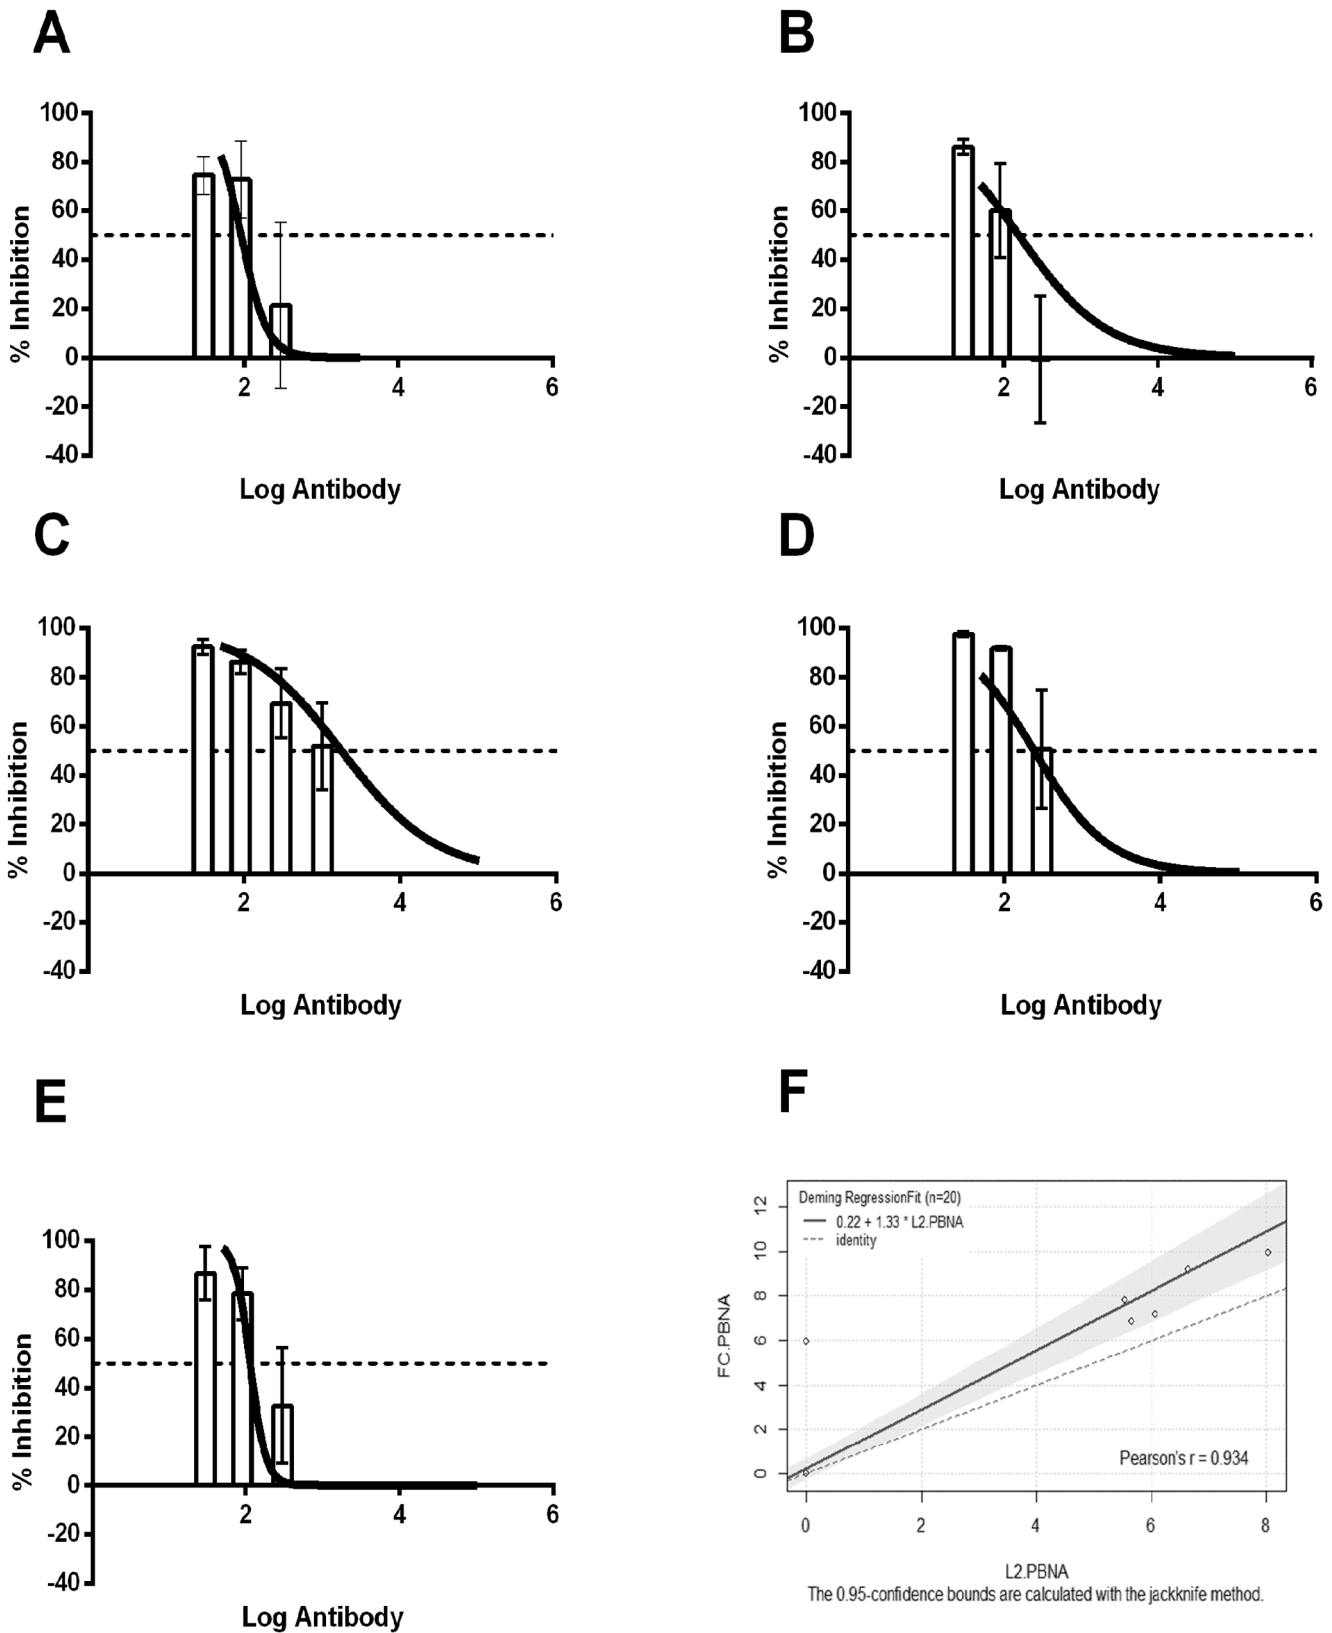 A
B
100
80
60
40
20
0
-20
-40
% Inhibition
2
4
6
Log Antibody
100
80
60
40
20
0
-20
-40
% Inhibition
2
4
6
Log Antibody
C
D
100
80
60
40
20
0
-20
-40
% Inhibition
2
4
6
Log Antibody
100
80
60
40
20
0
-20
-40
% Inhibition
2
4
6
Log Antibody
E
F
100
80
60
40
20
0
-20
-40
% Inhibition
2
4
6
Log Antibody
Deming RegressionFit (n=20)
0.22 + 1.33 * L2.PBNA
identity
12
10
8
6
4
2
0
FC.PBNA
Pearson's r = 0.934
0
2
4
6
8
L2.PBNA
The 0.95-confidence bounds are calculated with the jackknife method.